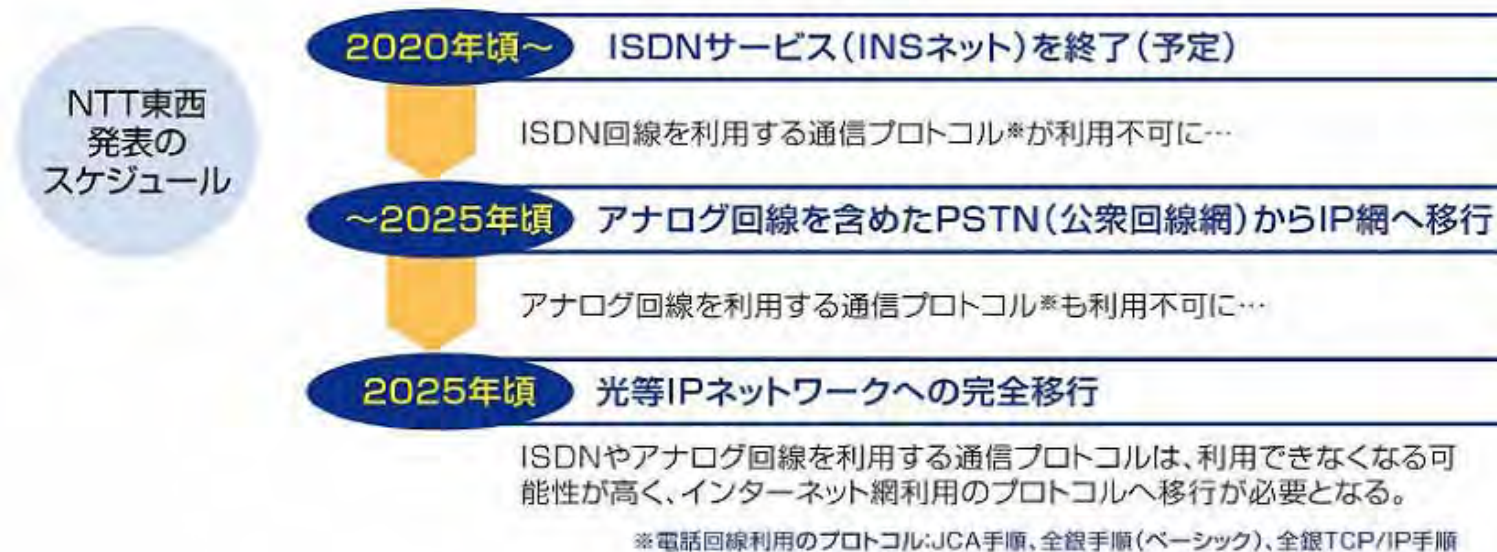 NTT東西
発表の
スケジュール
2020年頃～ ISDNサービス(INSネット)を終了(予定)
ISDN回線を利用する通信プロトコル※が利用不可に…
～2025年頃 アナログ回線を含めたPSTN(公衆回線網)からIP網へ移行
アナログ回線を利用する通信プロトコル※も利用不可に…
2025年頃 光等IPネットワークへの完全移行
ISDNやアナログ回線を利用する通信プロトコルは、利用できなくなる可
能性が高く、インターネット網利用のプロトコルへ移行が必要となる。
※電話回線利用のプロトコル:JCA手順、全銀手順(ベーシック)、全銀TCP/IP手順